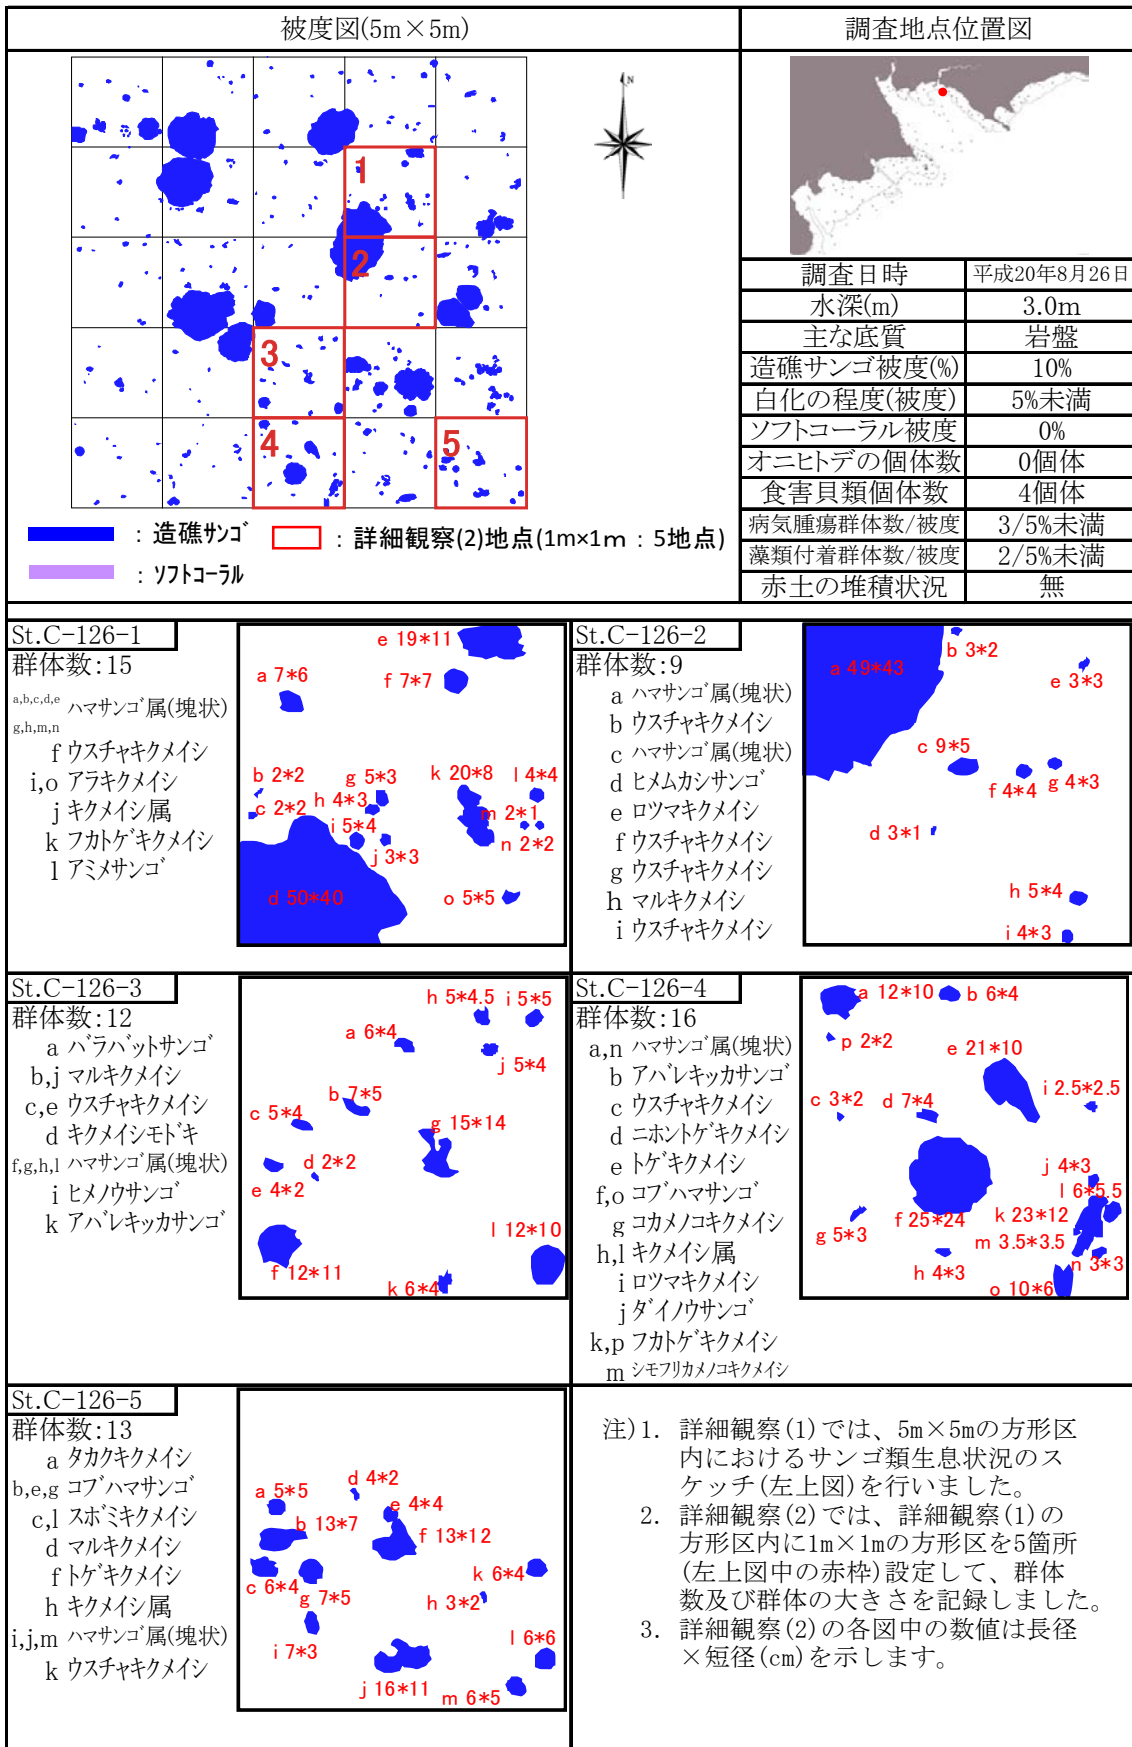 被度図(5m×5m)
調査地点位置図
N
1
2
3
4
5
：造礁サンゴ
：詳細観察(2)地点(1m×1m：5地点)
：ソフトコーラル
調査日時 平成20年8月26日
水深(m) 3.0m
主な底質 岩盤
造礁サンゴ被度(%) 10%
白化の程度(被度) 5%未満
ソフトコーラル被度 0%
オニヒトデの個体数 0個体
食害貝類個体数 4個体
病気腫瘍群体数/被度 3/5%未満
藻類付着群体数/被度 2/5%未満
赤土の堆積状況 無
St.C-126-1
群体数:15
a,b,c,d,e ハマサンゴ属(塊状)
g,h,m,n
f ウスチャキクメイシ
i,o アラキクメイシ
j キクメイシ属
k フカトゲキクメイシ
l アミメサンゴ
e 19*11
a 7*6
f 7*7
b 2*2
g 5*3
k 20*8
l 4*4
c 2*2
h 4*3
m 2*1
i 5*4
j 3*3
n 2*2
d 50*40
o 5*5
St.C-126-2
群体数:9
a ハマサンゴ属(塊状)
b ウスチャキクメイシ
c ハマサンゴ属(塊状)
d ヒメムカシサンゴ
e ロツマキクメイシ
f ウスチャキクメイシ
g ウスチャキクメイシ
h マルキクメイシ
i ウスチャキクメイシ
b 3*2
a 49*43
e 3*3
c 9*5
f 4*4
g 4*3
d 3*1
h 5*4
i 4*3
St.C-126-3
群体数:12
a バラバットサンゴ
b,j マルキクメイシ
c,e ウスチャキクメイシ
d キクメイシモドキ
f,g,h,l ハマサンゴ属(塊状)
i ヒメノウサンゴ
k アバレキッカサンゴ
h 5*4.5
i 5*5
a 6*4
j 5*4
b 7*5
c 5*4
g 15*14
d 2*2
e 4*2
l 12*10
f 12*11
k 6*4
St.C-126-4
群体数:16
a,n ハマサンゴ属(塊状)
b アバレキッカサンゴ
c ウスチャキクメイシ
d ニホントゲキクメイシ
e トゲキクメイシ
f,o コブハマサンゴ
g コカメノコキクメイシ
h,l キクメイシ属
i ロツマキクメイシ
j ダイノウサンゴ
k,p フカトゲキクメイシ
m シモフリカメノコキクメイシ
a 12*10
b 6*4
p 2*2
e 21*10
i 2.5*2.5
c 3*2
d 7*4
j 4*3
l 6*5.5
f 25*24
k 23*12
g 5*3
m 3.5*3.5
h 4*3
n 3*3
o 10*6
St.C-126-5
群体数:13
a タカクキクメイシ
b,e,g コブハマサンゴ
c,l スボミキクメイシ
d マルキクメイシ
f トゲキクメイシ
h キクメイシ属
i,j,m ハマサンゴ属(塊状)
k ウスチャキクメイシ
d 4*2
a 5*5
e 4*4
b 13*7
f 13*12
c 6*4
k 6*4
g 7*5
h 3*2
i 7*3
l 6*6
j 16*11
m 6*5
注)1. 詳細観察(1)では、5m×5mの方形区
内におけるサンゴ類生息状況のス
ケッチ(左上図)を行いました。
2. 詳細観察(2)では、詳細観察(1)の
方形区内に1m×1mの方形区を5箇所
(左上図中の赤枠)設定して、群体
数及び群体の大きさを記録しました。
3. 詳細観察(2)の各図中の数値は長径
×短径(cm)を示します。